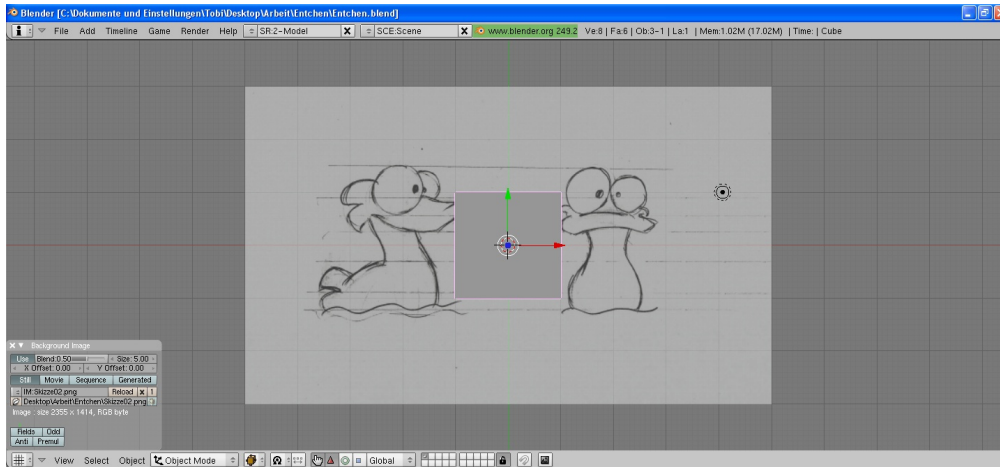 Blender [C:\Dokumente und Einstellungen\Tobi\Desktop\Arbeit\Entchen\Entchen.blend]
File Add Timeline Game Render Help SR:2-Model X SCE:Scene X www.blender.org 249.2 Ve:8 | Fa:6 | Ob:3-1 | La:1 | Mem:1.02M (17.02M) | Time: | Cube
Background Image
Use Blend:0.50 Size: 5.00
X Offset: 0.00 Y Offset: 0.00
Still Movie Sequence Generated
IM:Skizze02.png Reload X 1
Desktop\Arbeit\Entchen\Skizze02.png
Image : size 2355 x 1414, RGB byte
Fields Odd
Anti Premul
View Select Object Object Mode Global